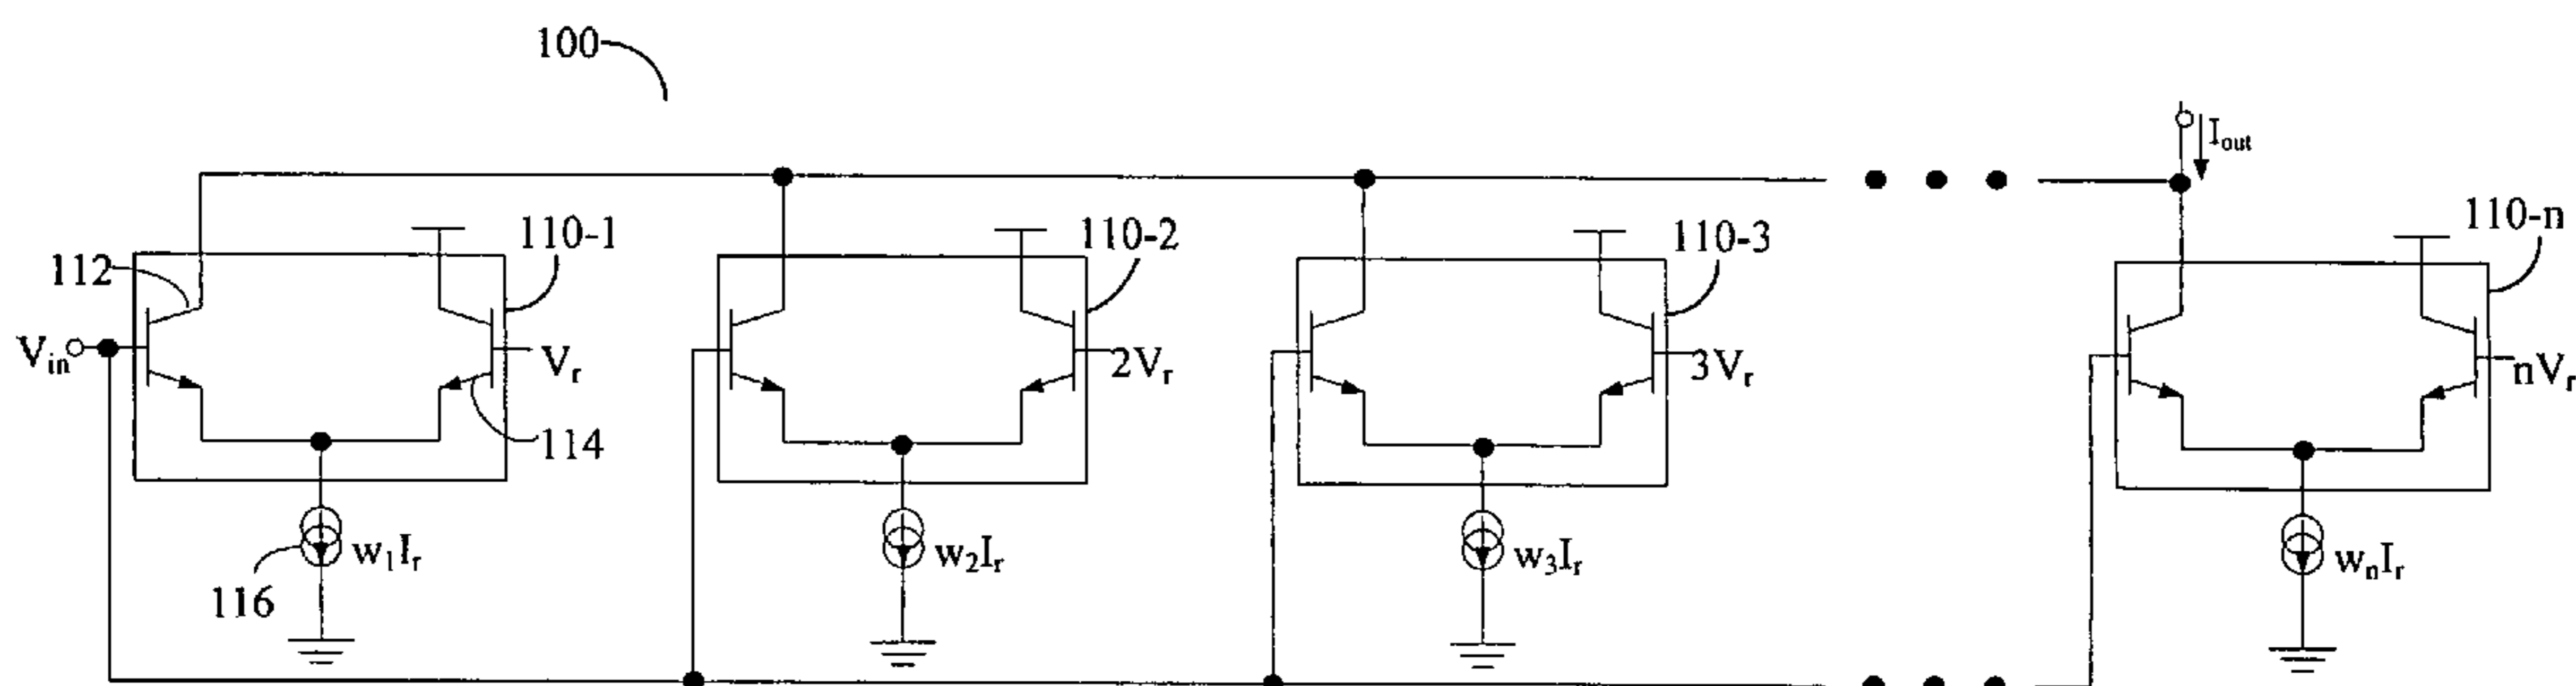 100
I_out
110-1
110-2
110-3
110-n
112
V_in
V_r
2V_r
3V_r
nV_r
114
w_1I_r
w_2I_r
w_3I_r
w_nI_r
116